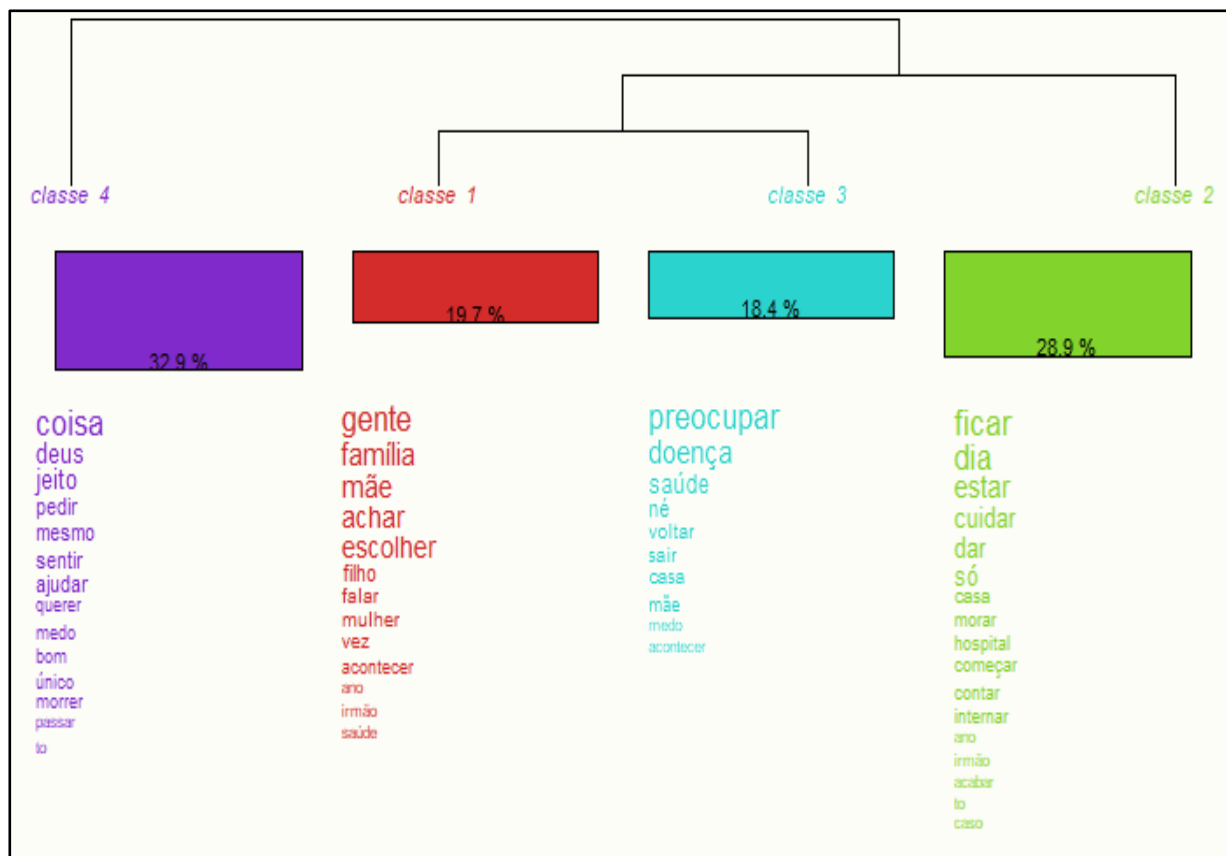 classe 4
classe 1
classe 3
classe 2
32.9 %
19.7 %
18.4 %
28.9 %
coisa
deus
jeito
pedir
mesmo
sentir
ajudar
querer
medo
bom
único
morrer
passar
to
gente
família
mãe
achar
escolher
filho
falar
mulher
vez
acontecer
ano
irmão
saúde
preocupar
doença
saúde
né
voltar
sair
casa
mãe
medo
acontecer
ficar
dia
estar
cuidar
dar
só
casa
morar
hospital
começar
contar
internar
ano
irmão
acabar
to
caso